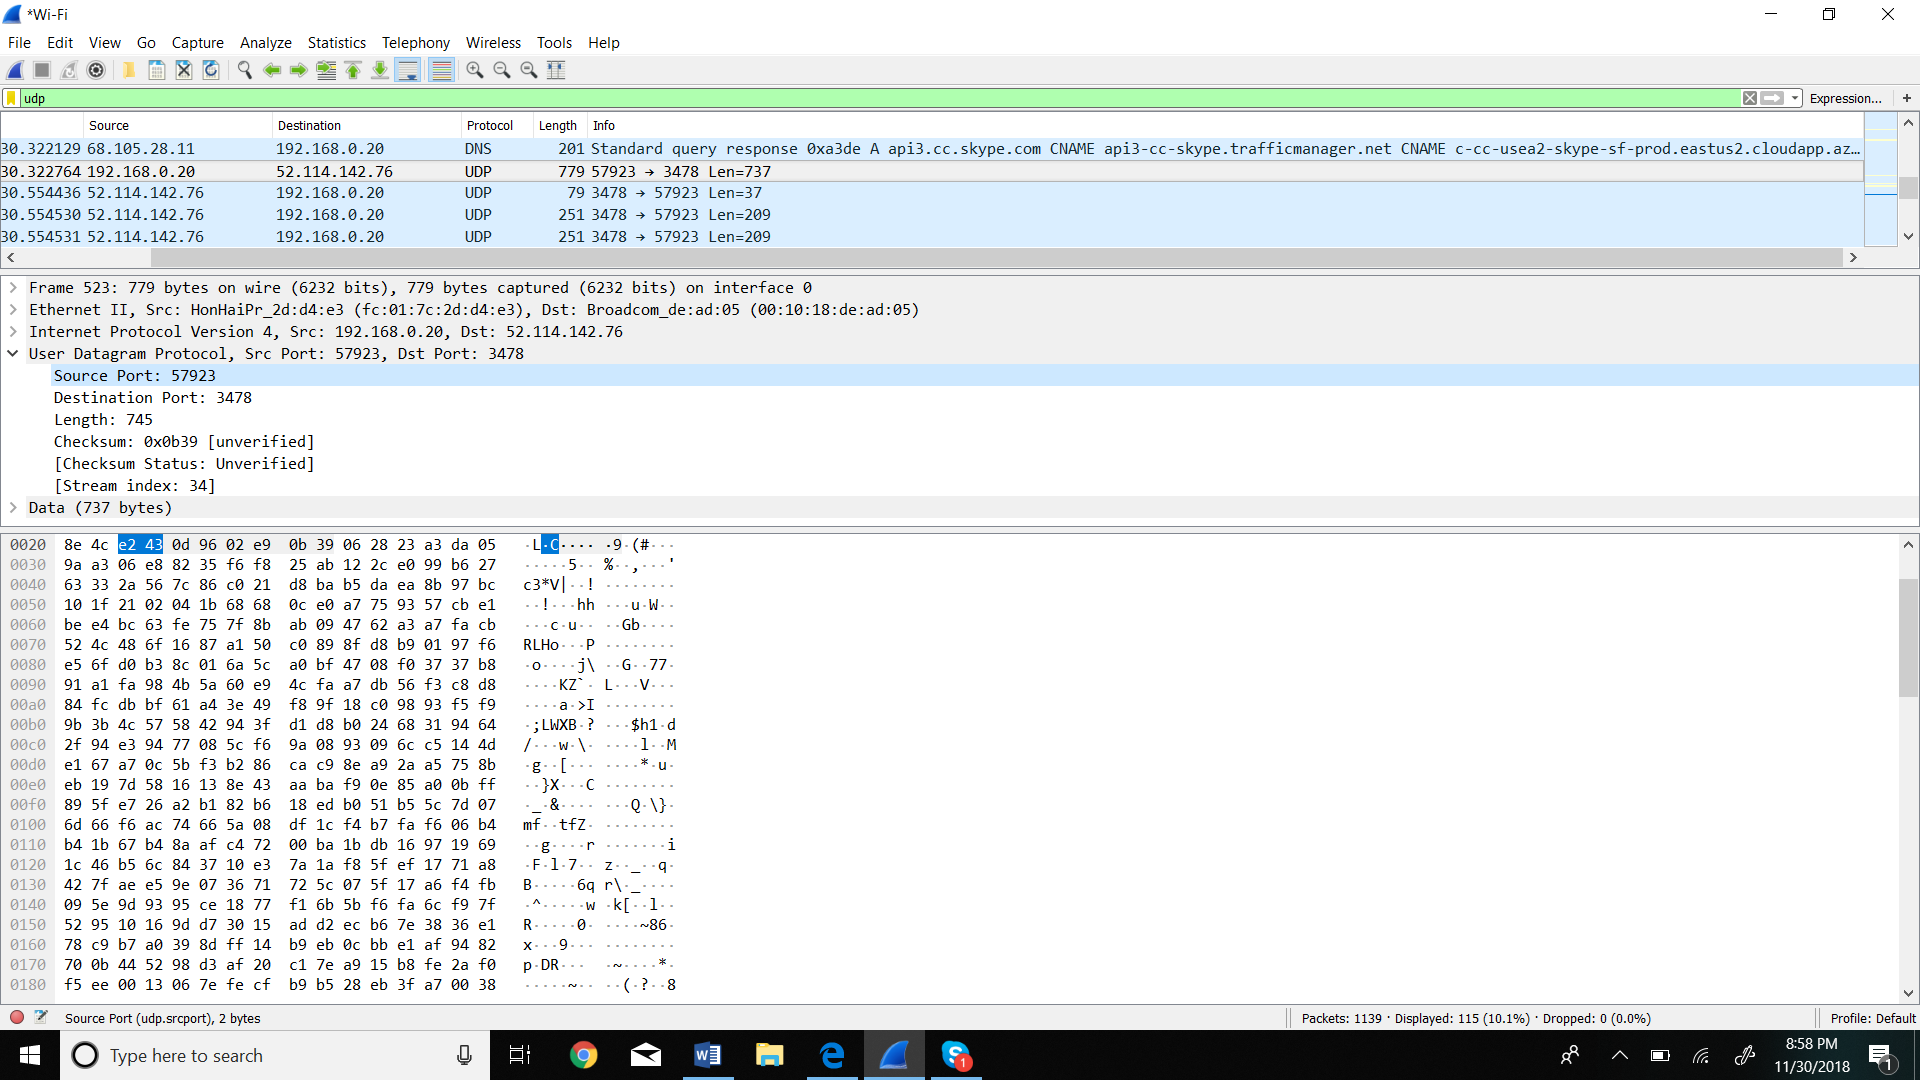 *Wi-Fi
File Edit View Go Capture Analyze Statistics Telephony Wireless Tools Help
udp Expression... +
Source Destination Protocol Length Info
30.322129 68.105.28.11 192.168.0.20 DNS 201 Standard query response 0xa3de A api3.cc.skype.com CNAME api3-cc-skype.trafficmanager.net CNAME c-cc-usea2-skype-sf-prod.eastus2.cloudapp.az…
30.322764 192.168.0.20 52.114.142.76 UDP 779 57923 → 3478 Len=737
30.554436 52.114.142.76 192.168.0.20 UDP 79 3478 → 57923 Len=37
30.554530 52.114.142.76 192.168.0.20 UDP 251 3478 → 57923 Len=209
30.554531 52.114.142.76 192.168.0.20 UDP 251 3478 → 57923 Len=209
Frame 523: 779 bytes on wire (6232 bits), 779 bytes captured (6232 bits) on interface 0
Ethernet II, Src: HonHaiPr_2d:d4:e3 (fc:01:7c:2d:d4:e3), Dst: Broadcom_de:ad:05 (00:10:18:de:ad:05)
Internet Protocol Version 4, Src: 192.168.0.20, Dst: 52.114.142.76
User Datagram Protocol, Src Port: 57923, Dst Port: 3478
Source Port: 57923
Destination Port: 3478
Length: 745
Checksum: 0x0b39 [unverified]
[Checksum Status: Unverified]
[Stream index: 34]
Data (737 bytes)
0020 8e 4c e2 43 0d 96 02 e9 0b 39 06 28 23 a3 da 05 ·L·C···· ·9·(#···
0030 9a a3 06 e8 82 35 f6 f8 25 ab 12 2c e0 99 b6 27 ·····5·· %··,···'
0040 63 33 2a 56 7c 86 c0 21 d8 ba b5 da ea 8b 97 bc c3*V|··! ········
0050 10 1f 21 02 04 1b 68 68 0c e0 a7 75 93 57 cb e1 ··!···hh ···u·W··
0060 be e4 bc 63 fe 75 7f 8b ab 09 47 62 a3 a7 fa cb ···c·u·· ··Gb····
0070 52 4c 48 6f 16 87 a1 50 c0 89 8f d8 b9 01 97 f6 RLHo···P ········
0080 e5 6f d0 b3 8c 01 6a 5c a0 bf 47 08 f0 37 37 b8 ·o····j\ ··G··77·
0090 91 a1 fa 98 4b 5a 60 e9 4c fa a7 db 56 f3 c8 d8 ····KZ`· L···V···
00a0 84 fc db bf 61 a4 3e 49 f8 9f 18 c0 98 93 f5 f9 ····a·>I ········
00b0 9b 3b 4c 57 58 42 94 3f d1 d8 b0 24 68 31 94 64 ·;LWXB·? ···$h1·d
00c0 2f 94 e3 94 77 08 5c f6 9a 08 93 09 6c c5 14 4d /···w·\· ····l··M
00d0 e1 67 a7 0c 5b f3 b2 86 ca c9 8e a9 2a a5 75 8b ·g··[··· ····*·u·
00e0 eb 19 7d 58 16 13 8e 43 aa ba f9 0e 85 a0 0b ff ··}X···C ········
00f0 89 5f e7 26 a2 b1 82 b6 18 ed b0 51 b5 5c 7d 07 ·_·&···· ···Q·\}·
0100 6d 66 f6 ac 74 66 5a 08 df 1c f4 b7 fa f6 06 b4 mf··tfZ· ········
0110 b4 1b 67 b4 8a af c4 72 00 ba 1b db 16 97 19 69 ··g····r ·······i
0120 1c 46 b5 6c 84 37 10 e3 7a 1a f8 5f ef 17 71 a8 ·F·l·7·· z··_··q·
0130 42 7f ae e5 9e 07 36 71 72 5c 07 5f 17 a6 f4 fb B·····6q r\·_····
0140 09 5e 9d 93 95 ce 18 77 f1 6b 5b f6 fa 6c f9 7f ·^·····w ·k[··l··
0150 52 95 10 16 9d d7 30 15 ad d2 ec b6 7e 38 36 e1 R·····0· ····~86·
0160 78 c9 b7 a0 39 8d ff 14 b9 eb 0c bb e1 af 94 82 x···9··· ········
0170 70 0b 44 52 98 d3 af 20 c1 7e a9 15 b8 fe 2a f0 p·DR··· ·~····*·
0180 f5 ee 00 13 06 7e fe cf b9 b5 28 eb 3f a7 00 38 ·····~·· ··(·?··8
Source Port (udp.srcport), 2 bytes Packets: 1139 · Displayed: 115 (10.1%) · Dropped: 0 (0.0%) Profile: Default
Type here to search 1 8:58 PM
11/30/2018 1